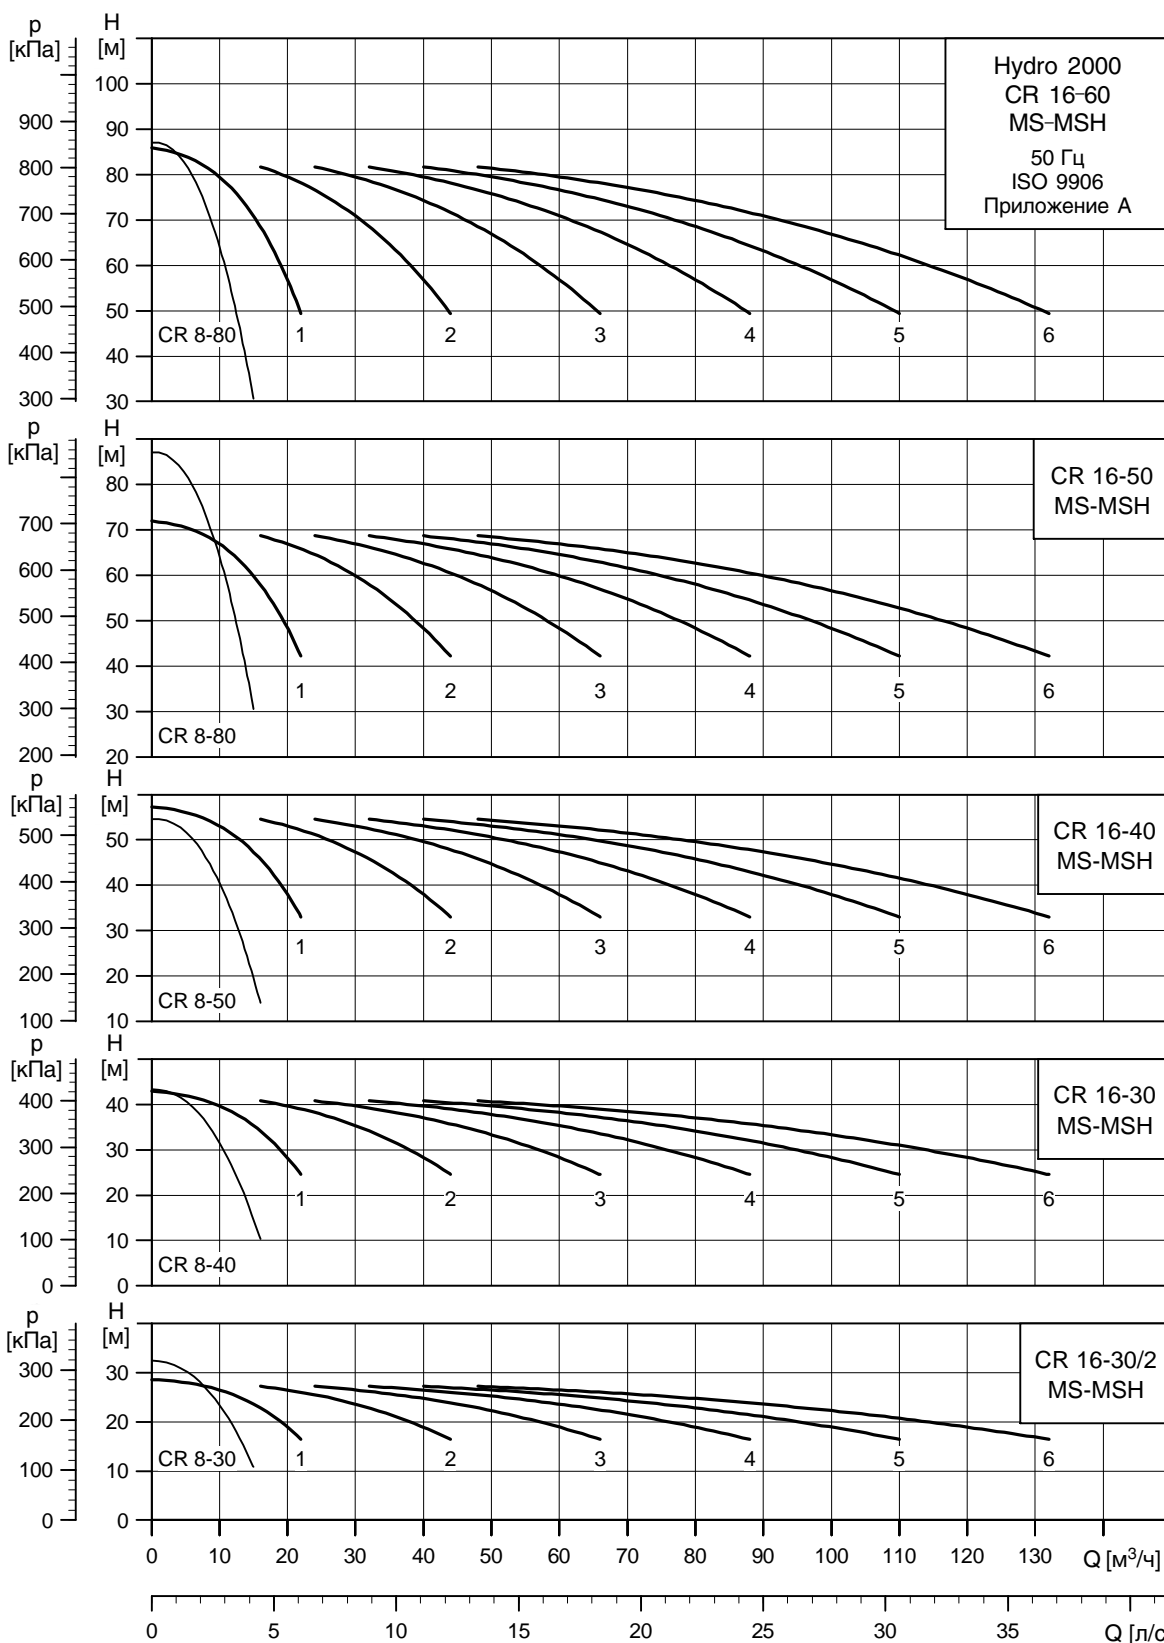 p
[кПа]
H
[м]
100
90
80
70
60
50
40
30
900
800
700
600
500
400
300
Hydro 2000
CR 16-60
MS-MSH
50 Гц
ISO 9906
Приложение А
CR 8-80
1
2
3
4
5
6
p
[кПа]
H
[м]
80
70
60
50
40
30
20
700
600
500
400
300
200
CR 16-50
MS-MSH
1
2
3
4
5
6
CR 8-80
p
[кПа]
H
[м]
50
40
30
20
10
500
400
300
200
100
CR 16-40
MS-MSH
1
2
3
4
5
6
CR 8-50
p
[кПа]
H
[м]
40
30
20
10
0
400
300
200
100
0
CR 16-30
MS-MSH
1
2
3
4
5
6
CR 8-40
p
[кПа]
H
[м]
30
20
10
0
300
200
100
0
CR 16-30/2
MS-MSH
CR 8-30
1
2
3
4
5
6
0 10 20 30 40 50 60 70 80 90 100 110 120 130 Q [м³/ч]
0 5 10 15 20 25 30 35 Q [л/с